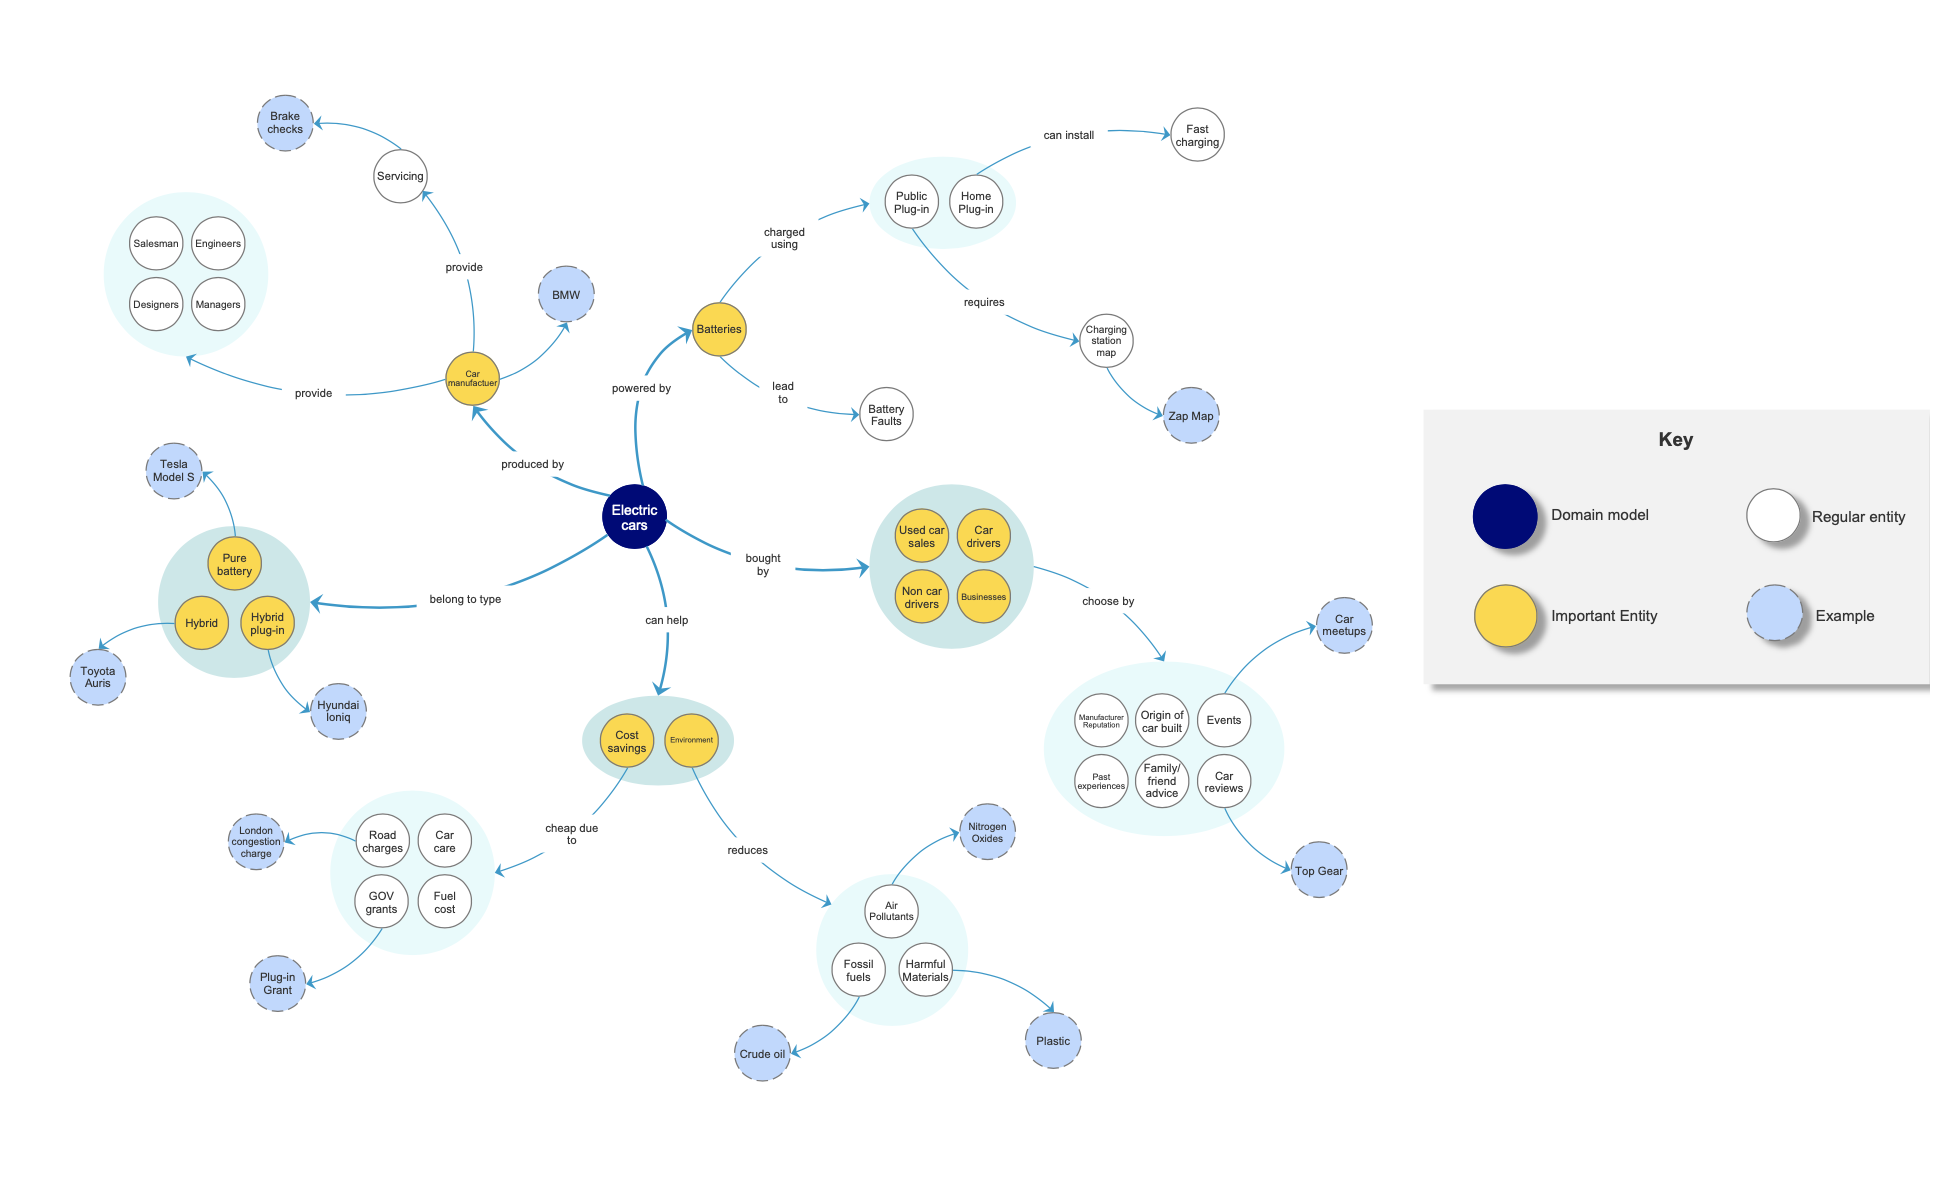 Brake
checks
Servicing
Salesman
Engineers
Designers
Managers
provide
provide
BMW
Car
manufactuer
produced by
powered by
Batteries
charged
using
Public
Plug-in
Home
Plug-in
can install
Fast
charging
requires
Charging
station
map
Zap Map
lead
to
Battery
Faults
Electric
cars
Tesla
Model S
Pure
battery
Hybrid
Hybrid
plug-in
Toyota
Auris
Hyundai
Ioniq
belong to type
can help
bought
by
Used car
sales
Car
drivers
Non car
drivers
Businesses
choose by
Car
meetups
Manufacturer
Reputation
Origin of
car built
Events
Past
experiences
Family/
friend
advice
Car
reviews
Top Gear
Cost
savings
Environment
cheap due
to
reduces
London
congestion
charge
Road
charges
Car
care
GOV
grants
Fuel
cost
Plug-in
Grant
Nitrogen
Oxides
Air
Pollutants
Fossil
fuels
Harmful
Materials
Crude oil
Plastic
Key
Domain model
Regular entity
Important Entity
Example